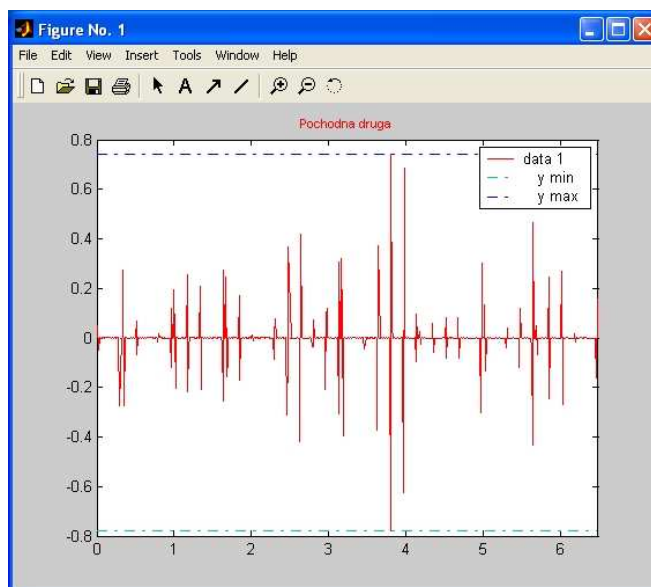 Figure No. 1
File Edit View Insert Tools Window Help
A
Pochodna druga
data 1
y min
y max
0.8
0.6
0.4
0.2
0
-0.2
-0.4
-0.6
-0.8
0 1 2 3 4 5 6